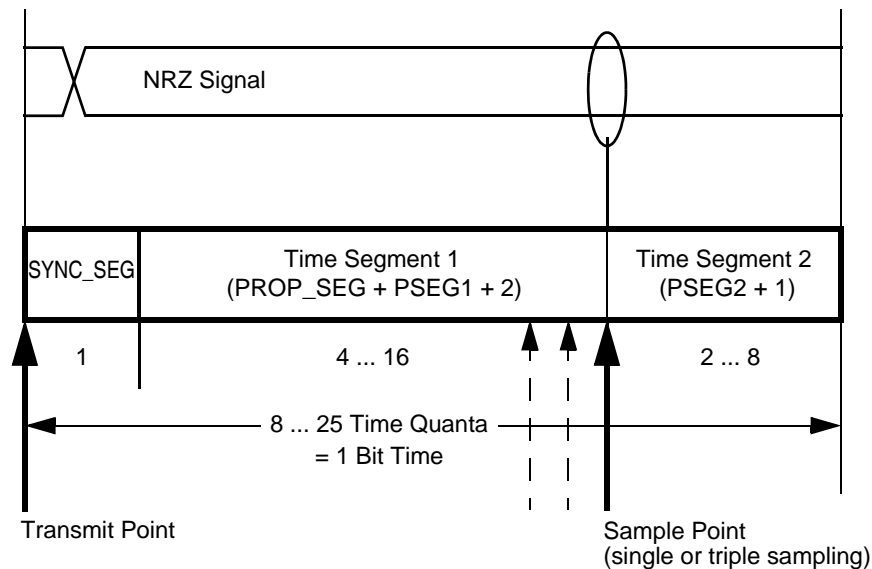 NRZ Signal
SYNC_SEG
Time Segment 1
(PROP_SEG + PSEG1 + 2)
Time Segment 2
(PSEG2 + 1)
1
4 ... 16
2 ... 8
8 ... 25 Time Quanta
= 1 Bit Time
Transmit Point
Sample Point
(single or triple sampling)